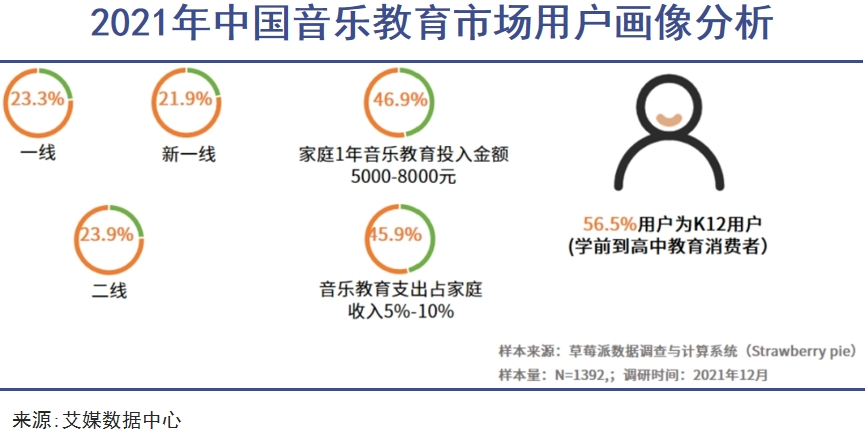 2021年中国音乐教育市场用户画像分析
23.3%
一线
21.9%
新一线
46.9%
家庭1年音乐教育投入金额
5000-8000元
23.9%
二线
45.9%
音乐教育支出占家庭
收入5%-10%
56.5%用户为K12用户
(学前到高中教育消费者）
样本来源：草莓派数据调查与计算系统（Strawberry pie）
样本量：N=1392,；调研时间：2021年12月
来源:艾媒数据中心